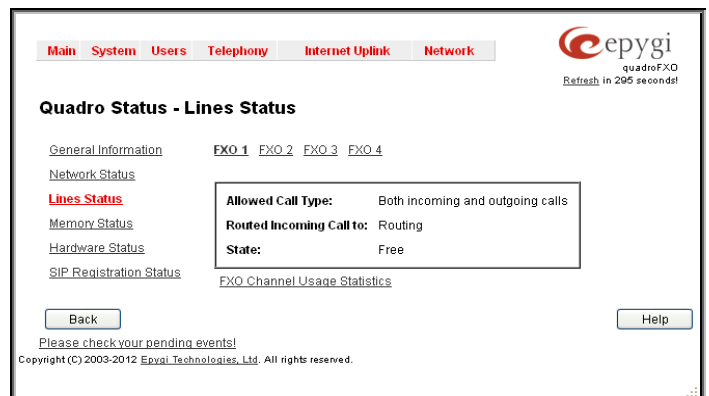 Main System Users Telephony Internet Uplink Network
epygi
quadroFXO
Refresh in 295 seconds!
Quadro Status - Lines Status
General Information
Network Status
Lines Status
Memory Status
Hardware Status
SIP Registration Status
FXO 1 FXO 2 FXO 3 FXO 4
Allowed Call Type: Both incoming and outgoing calls
Routed Incoming Call to: Routing
State: Free
FXO Channel Usage Statistics
Back
Help
Please check your pending events!
Copyright (C) 2003-2012 Epygi Technologies, Ltd. All rights reserved.